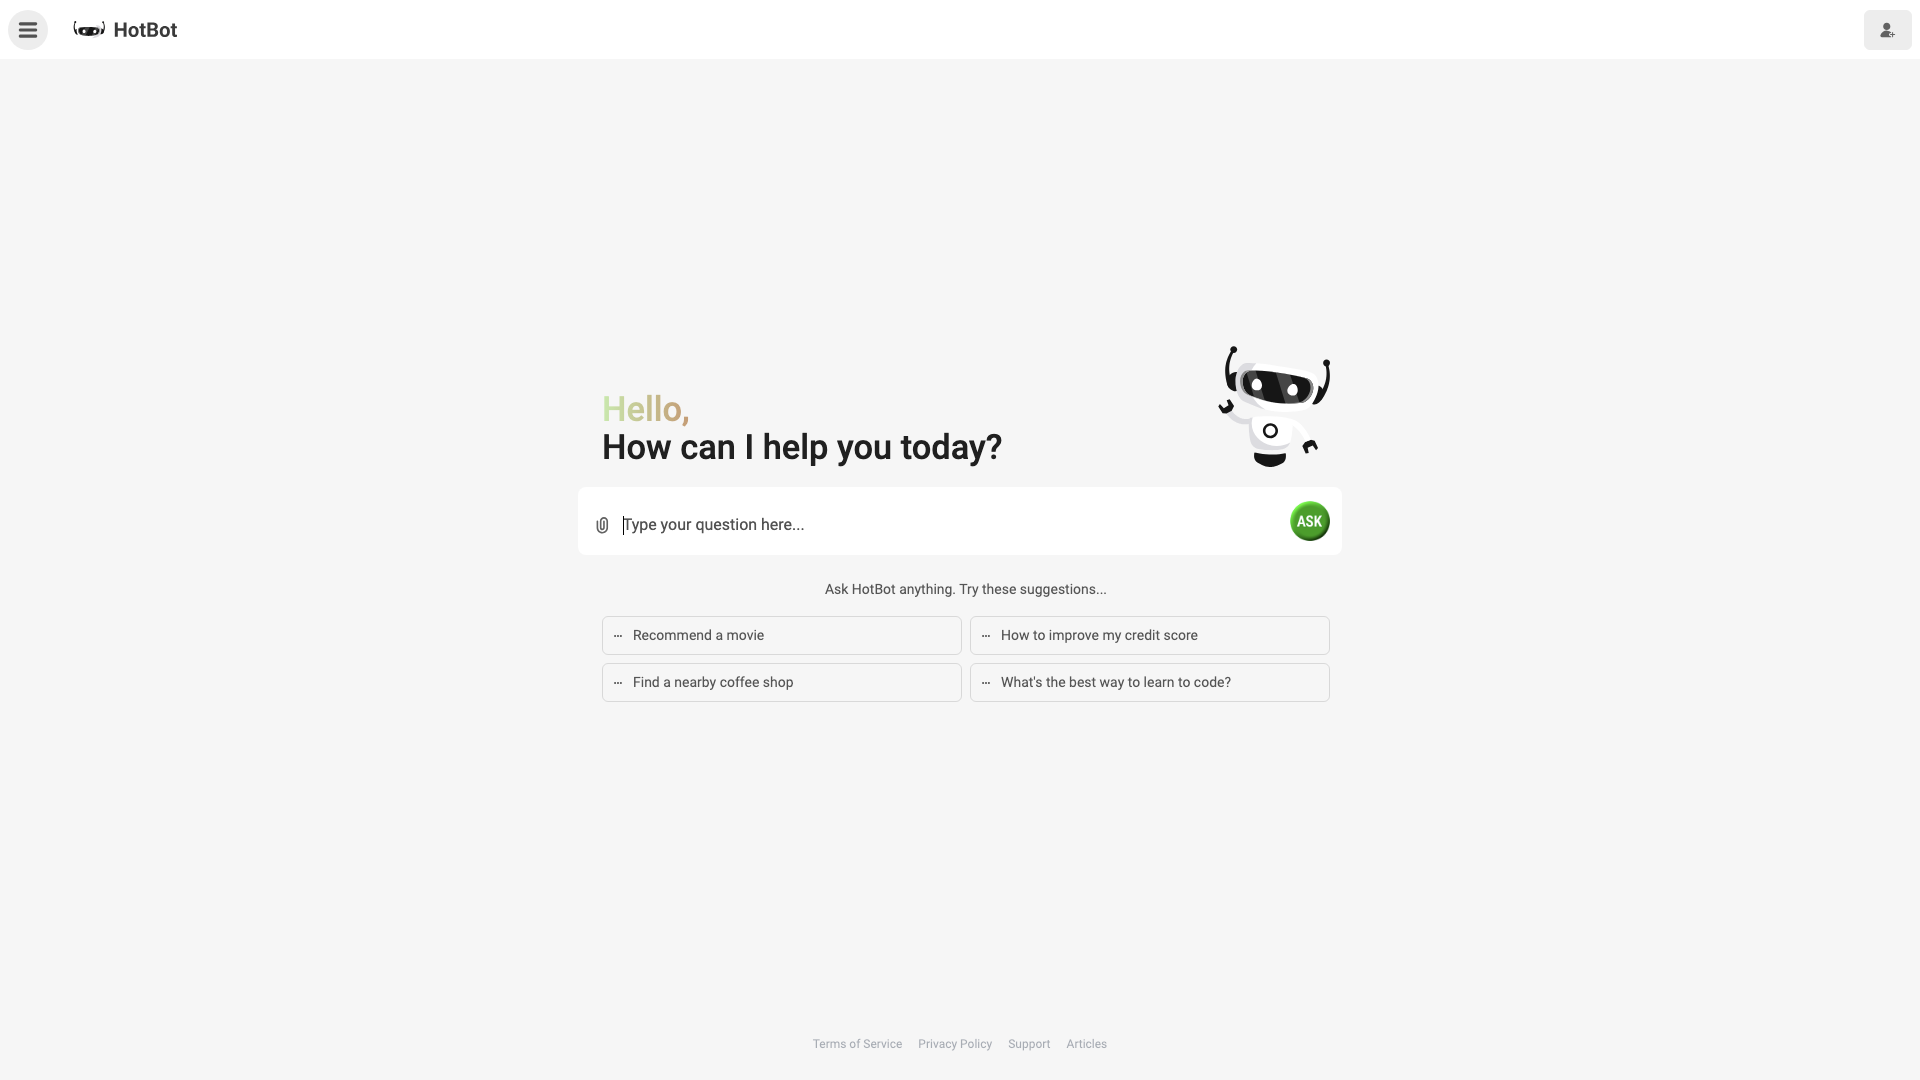 HotBot
Hello,
How can I help you today?
Type your question here...
ASK
Ask HotBot anything. Try these suggestions...
Recommend a movie
How to improve my credit score
Find a nearby coffee shop
What's the best way to learn to code?
Terms of Service Privacy Policy Support Articles